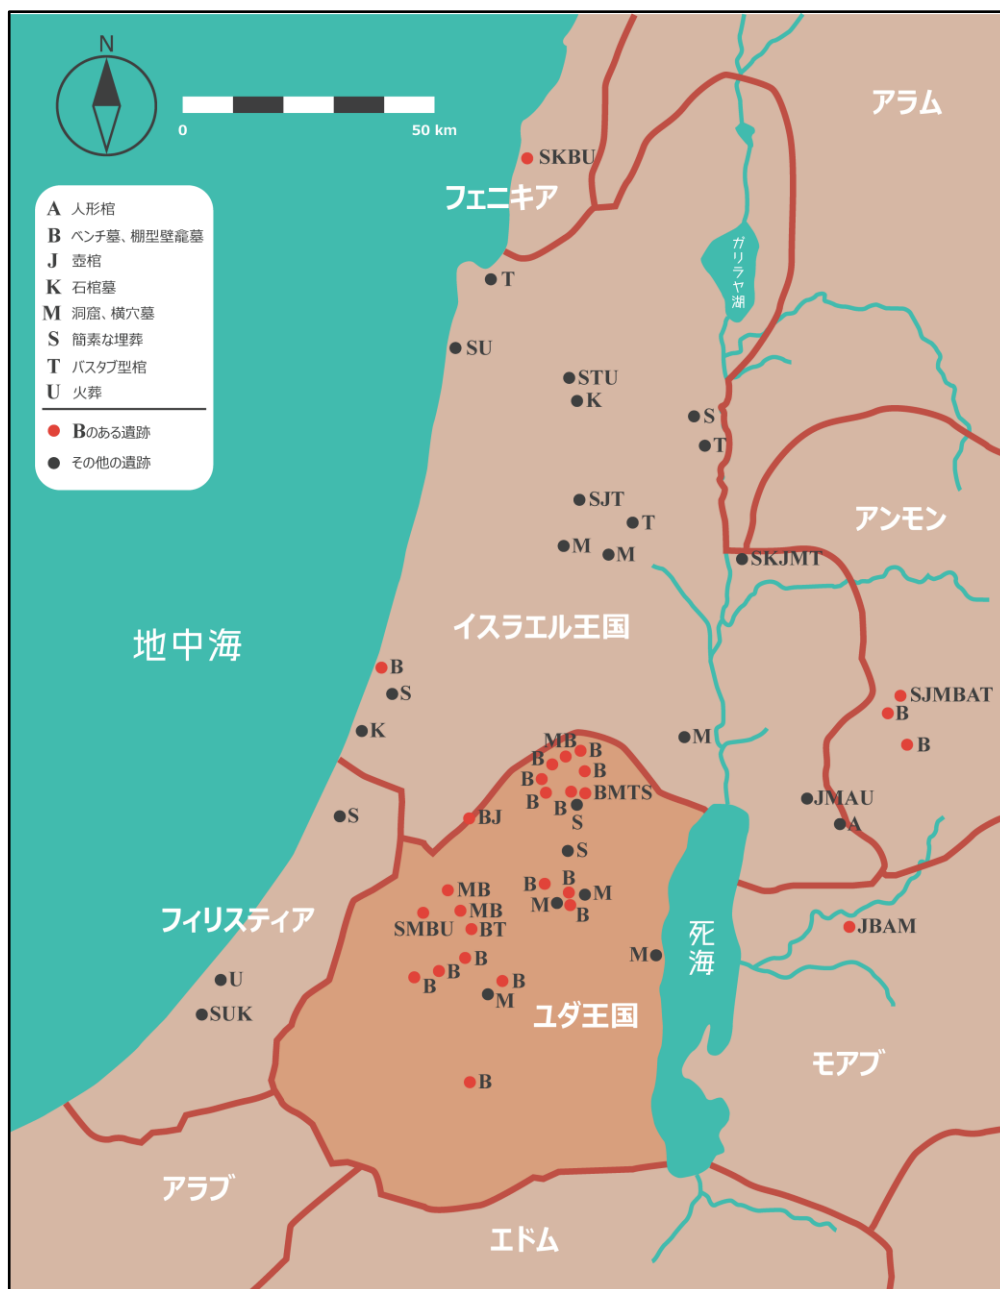 N
0 50 km
アラム
SKBU
フェニキア
A 人形棺
B ベンチ墓、棚型壁龕墓
J 壺棺
K 石棺墓
M 洞窟、横穴墓
S 簡素な埋葬
T バスタブ型棺
U 火葬
Bのある遺跡
その他の遺跡
ガリラヤ湖
T
SU
STU
K
S
T
SJT
T
アンモン
M
M
SKJMT
イスラエル王国
地中海
B
S
SJMBAT
B
K
M
B
MB
B
B
B
B
B
B
BMTS
S
JMAU
A
S
BJ
S
B
B
M
M
B
MB
MB
SMBU
BT
フィリスティア
JBAM
死海
M
B
B
B
B
M
U
SUK
ユダ王国
モアブ
B
アラブ
エドム